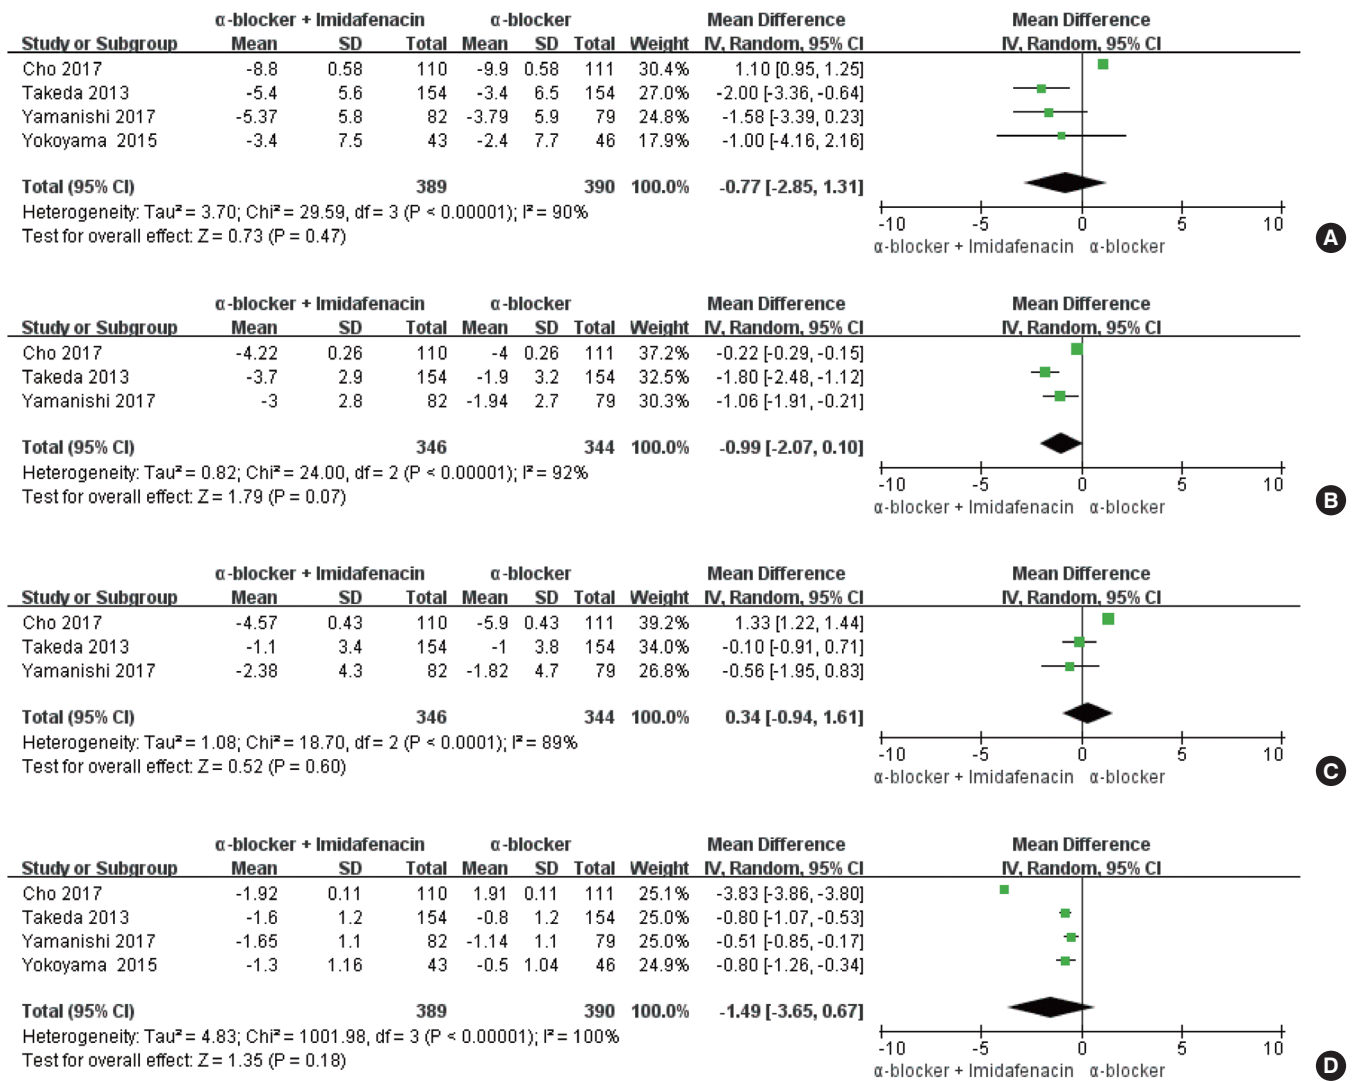 α-blocker + Imidafenacin α-blocker Mean Difference Mean Difference
Study or Subgroup Mean SD Total Mean SD Total Weight IV, Random, 95% CI IV, Random, 95% CI
Cho 2017 -8.8 0.58 110 -9.9 0.58 111 30.4% 1.10 [0.95, 1.25]
Takeda 2013 -5.4 5.6 154 -3.4 6.5 154 27.0% -2.00 [-3.36, -0.64]
Yamanishi 2017 -5.37 5.8 82 -3.79 5.9 79 24.8% -1.58 [-3.39, 0.23]
Yokoyama 2015 -3.4 7.5 43 -2.4 7.7 46 17.9% -1.00 [-4.16, 2.16]
Total (95% CI) 389 390 100.0% -0.77 [-2.85, 1.31]
Heterogeneity: Tau² = 3.70; Chi² = 29.59, df = 3 (P < 0.00001); I² = 90%
Test for overall effect: Z = 0.73 (P = 0.47)
-10 -5 0 5 10
α-blocker + Imidafenacin α-blocker
A
α-blocker + Imidafenacin α-blocker Mean Difference Mean Difference
Study or Subgroup Mean SD Total Mean SD Total Weight IV, Random, 95% CI IV, Random, 95% CI
Cho 2017 -4.22 0.26 110 -4 0.26 111 37.2% -0.22 [-0.29, -0.15]
Takeda 2013 -3.7 2.9 154 -1.9 3.2 154 32.5% -1.80 [-2.48, -1.12]
Yamanishi 2017 -3 2.8 82 -1.94 2.7 79 30.3% -1.06 [-1.91, -0.21]
Total (95% CI) 346 344 100.0% -0.99 [-2.07, 0.10]
Heterogeneity: Tau² = 0.82; Chi² = 24.00, df = 2 (P < 0.00001); I² = 92%
Test for overall effect: Z = 1.79 (P = 0.07)
-10 -5 0 5 10
α-blocker + Imidafenacin α-blocker
B
α-blocker + Imidafenacin α-blocker Mean Difference Mean Difference
Study or Subgroup Mean SD Total Mean SD Total Weight IV, Random, 95% CI IV, Random, 95% CI
Cho 2017 -4.57 0.43 110 -5.9 0.43 111 39.2% 1.33 [1.22, 1.44]
Takeda 2013 -1.1 3.4 154 -1 3.8 154 34.0% -0.10 [-0.91, 0.71]
Yamanishi 2017 -2.38 4.3 82 -1.82 4.7 79 26.8% -0.56 [-1.95, 0.83]
Total (95% CI) 346 344 100.0% 0.34 [-0.94, 1.61]
Heterogeneity: Tau² = 1.08; Chi² = 18.70, df = 2 (P < 0.0001); I² = 89%
Test for overall effect: Z = 0.52 (P = 0.60)
-10 -5 0 5 10
α-blocker + Imidafenacin α-blocker
C
α-blocker + Imidafenacin α-blocker Mean Difference Mean Difference
Study or Subgroup Mean SD Total Mean SD Total Weight IV, Random, 95% CI IV, Random, 95% CI
Cho 2017 -1.92 0.11 110 1.91 0.11 111 25.1% -3.83 [-3.86, -3.80]
Takeda 2013 -1.6 1.2 154 -0.8 1.2 154 25.0% -0.80 [-1.07, -0.53]
Yamanishi 2017 -1.65 1.1 82 -1.14 1.1 79 25.0% -0.51 [-0.85, -0.17]
Yokoyama 2015 -1.3 1.16 43 -0.5 1.04 46 24.9% -0.80 [-1.26, -0.34]
Total (95% CI) 389 390 100.0% -1.49 [-3.65, 0.67]
Heterogeneity: Tau² = 4.83; Chi² = 1001.98, df = 3 (P < 0.00001); I² = 100%
Test for overall effect: Z = 1.35 (P = 0.18)
-10 -5 0 5 10
α-blocker + Imidafenacin α-blocker
D